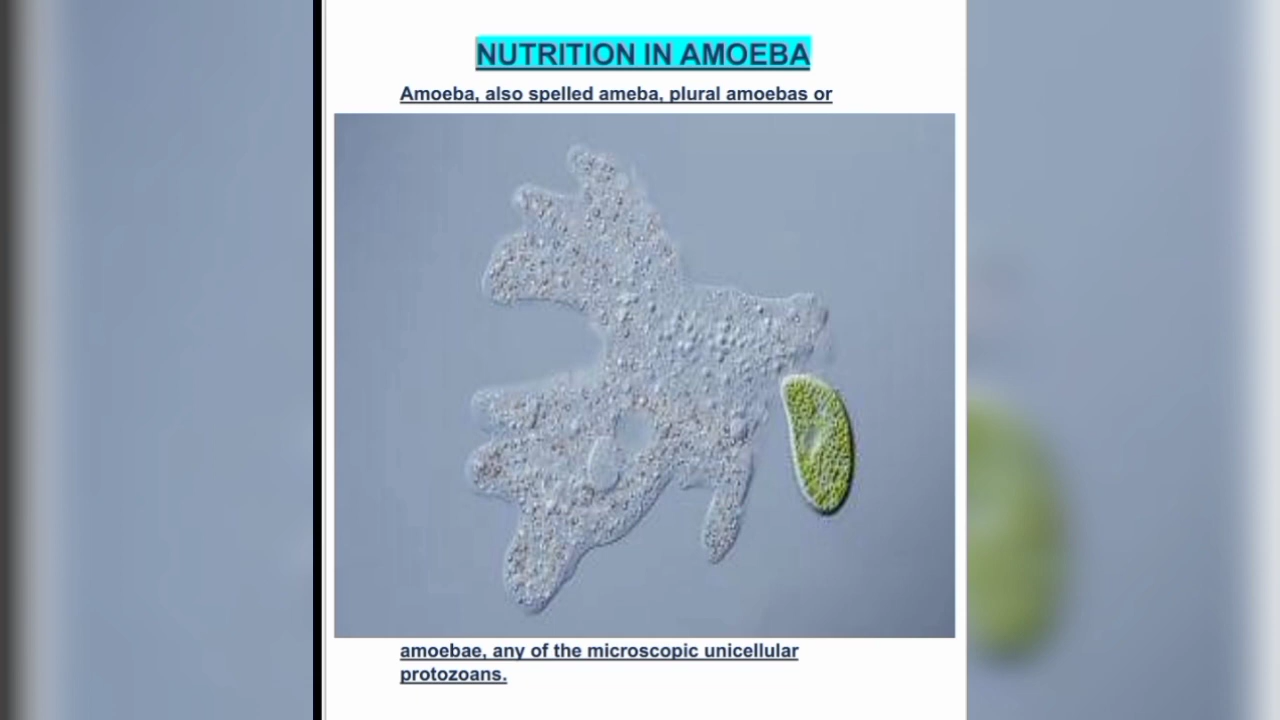 NUTRITION IN AMOEBA
Amoeba, also spelled ameba, plural amoebas or
amoebae, any of the microscopic unicellular
protozoans.